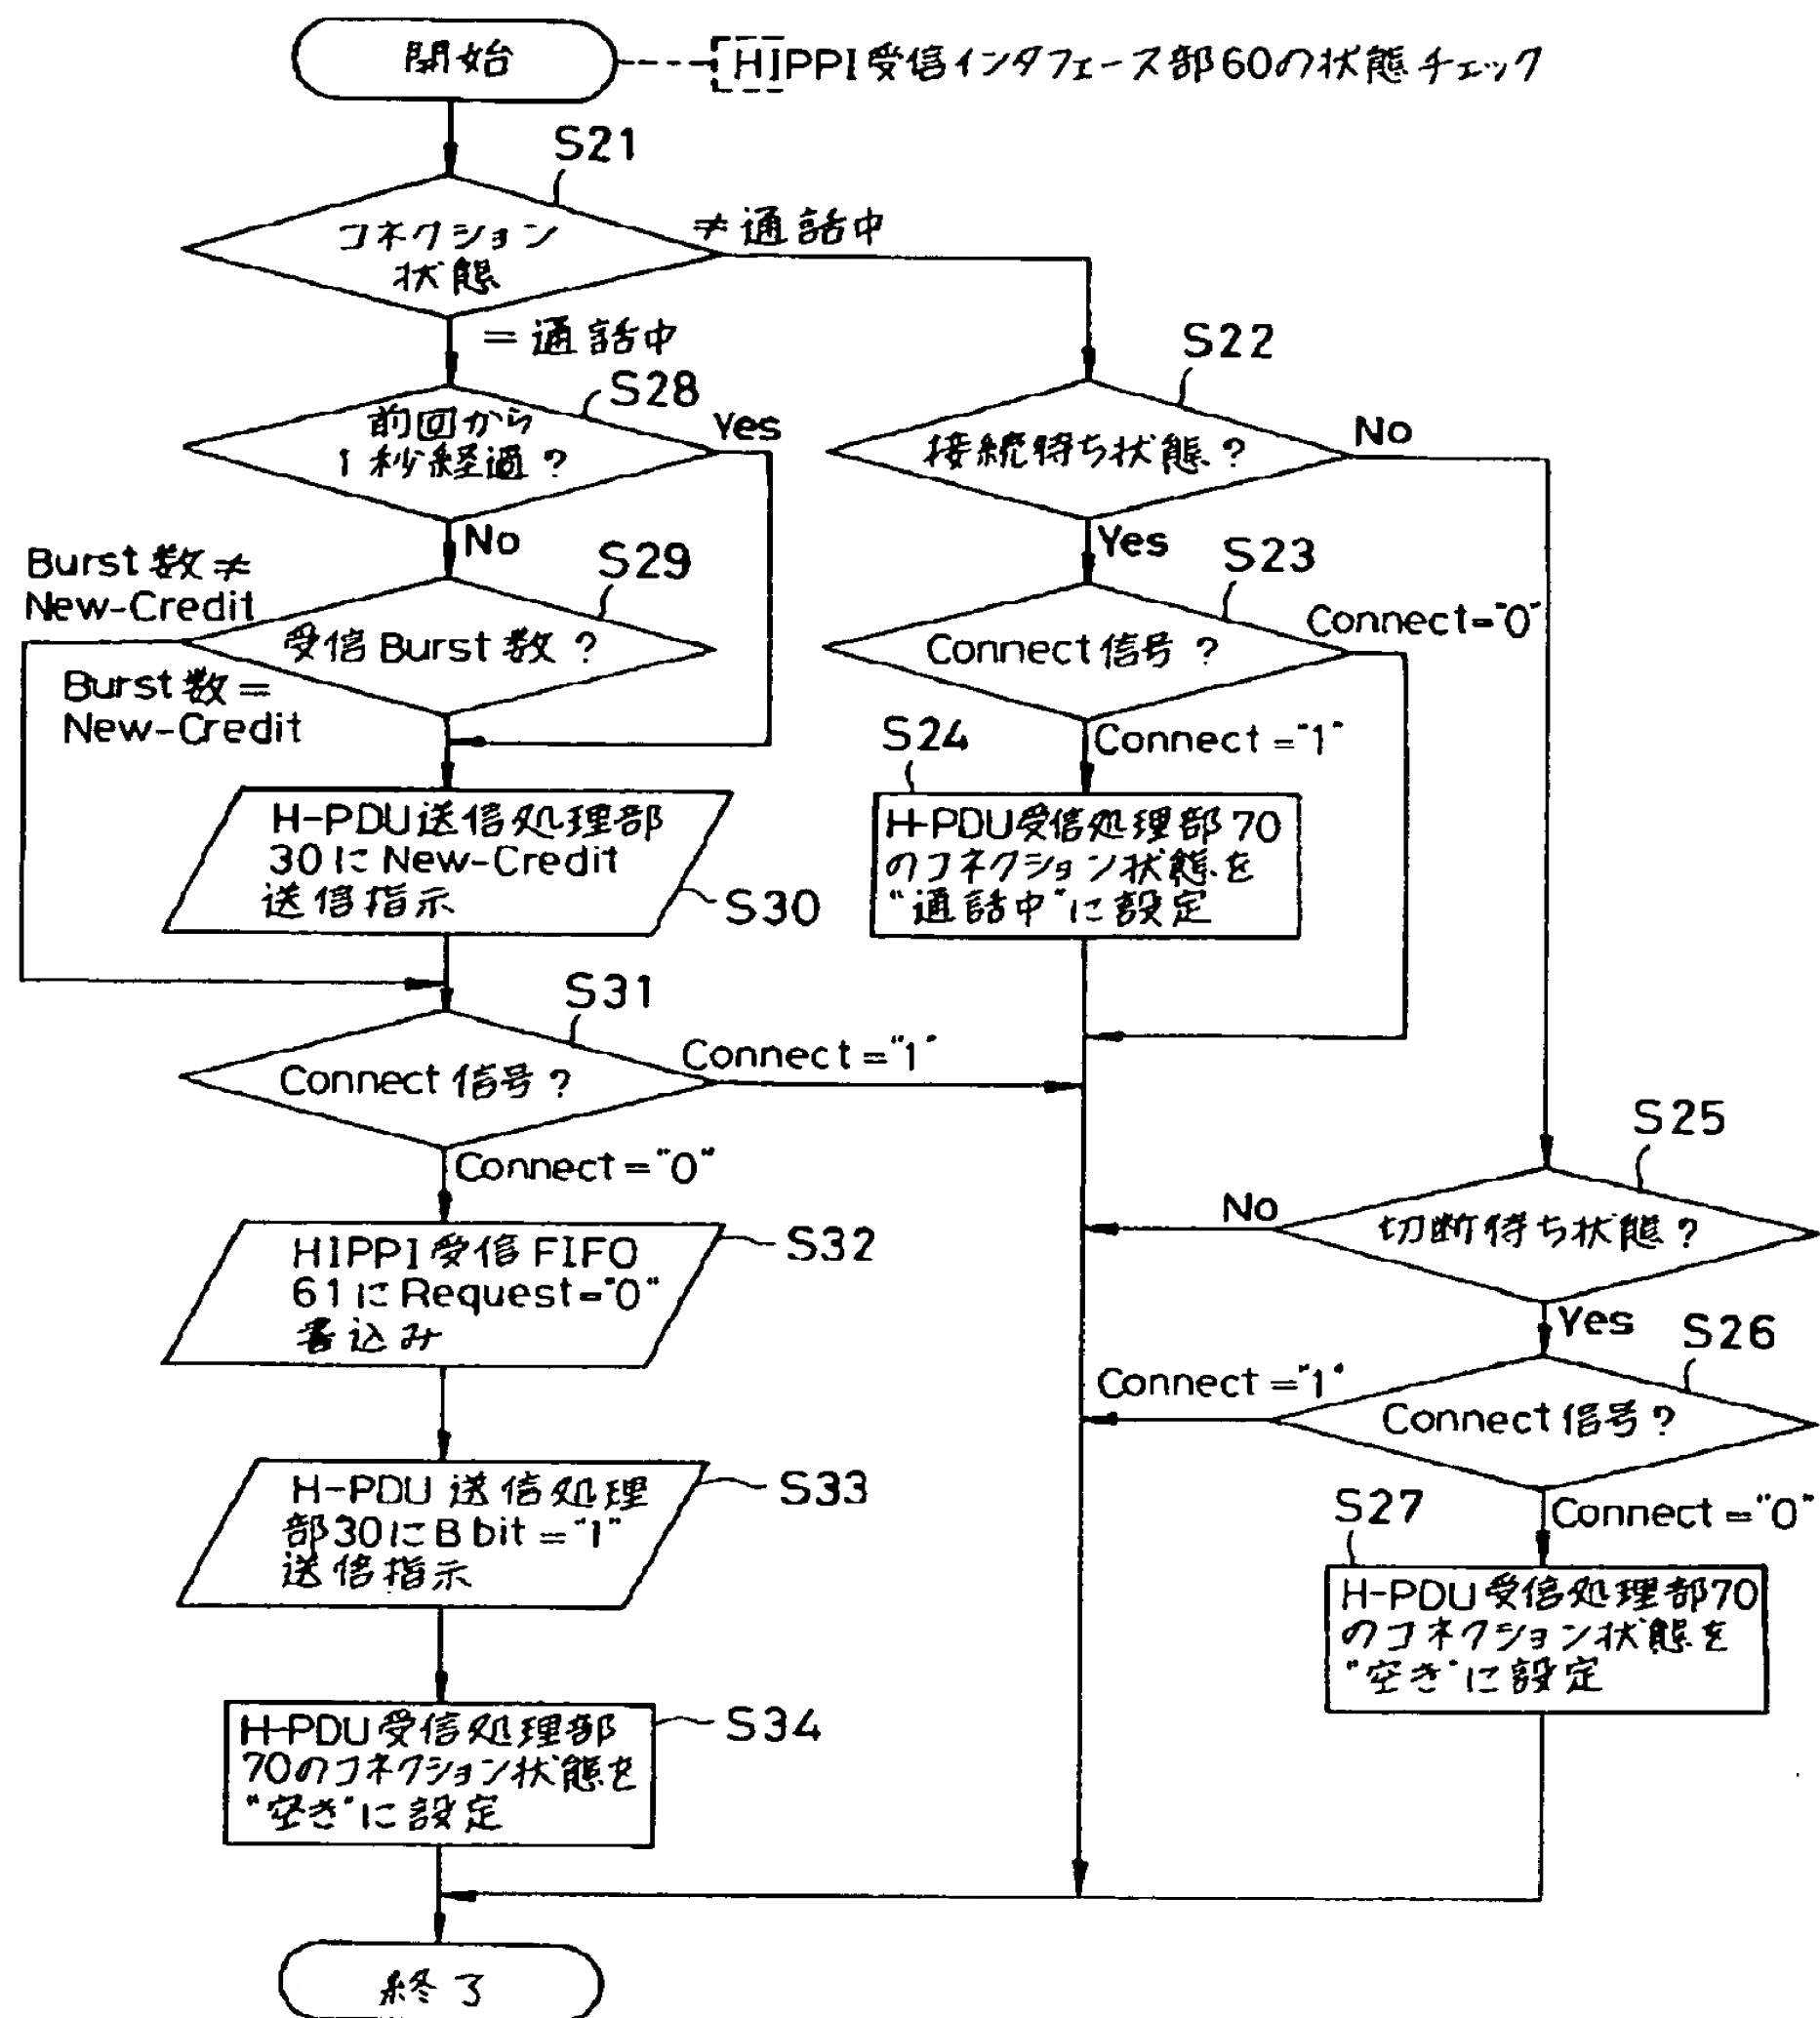 開始
HIPPI受信インタフェース部60の状態チェック
S21
コネクション
状態
≠通話中
=通話中
S22
接続待ち状態?
No
Yes
S28
前回から
1秒経過?
Yes
No
S29
受信Burst数?
Burst数≠
New-Credit
Burst数=
New-Credit
S23
Connect信号?
Connect="0"
Connect="1"
S24
H-PDU受信処理部70
のコネクション状態を
"通話中"に設定
H-PDU送信処理部
30にNew-Credit
送信指示
S30
S31
Connect信号?
Connect="1"
Connect="0"
S25
切断待ち状態?
No
Yes
S32
HIPPI受信FIFO
61にRequest="0"
書込み
S26
Connect信号?
Connect="1"
Connect="0"
S33
H-PDU送信処理
部30にB bit="1"
送信指示
S27
H-PDU受信処理部70
のコネクション状態を
"空き"に設定
S34
H-PDU受信処理部
70のコネクション状態を
"空き"に設定
終了